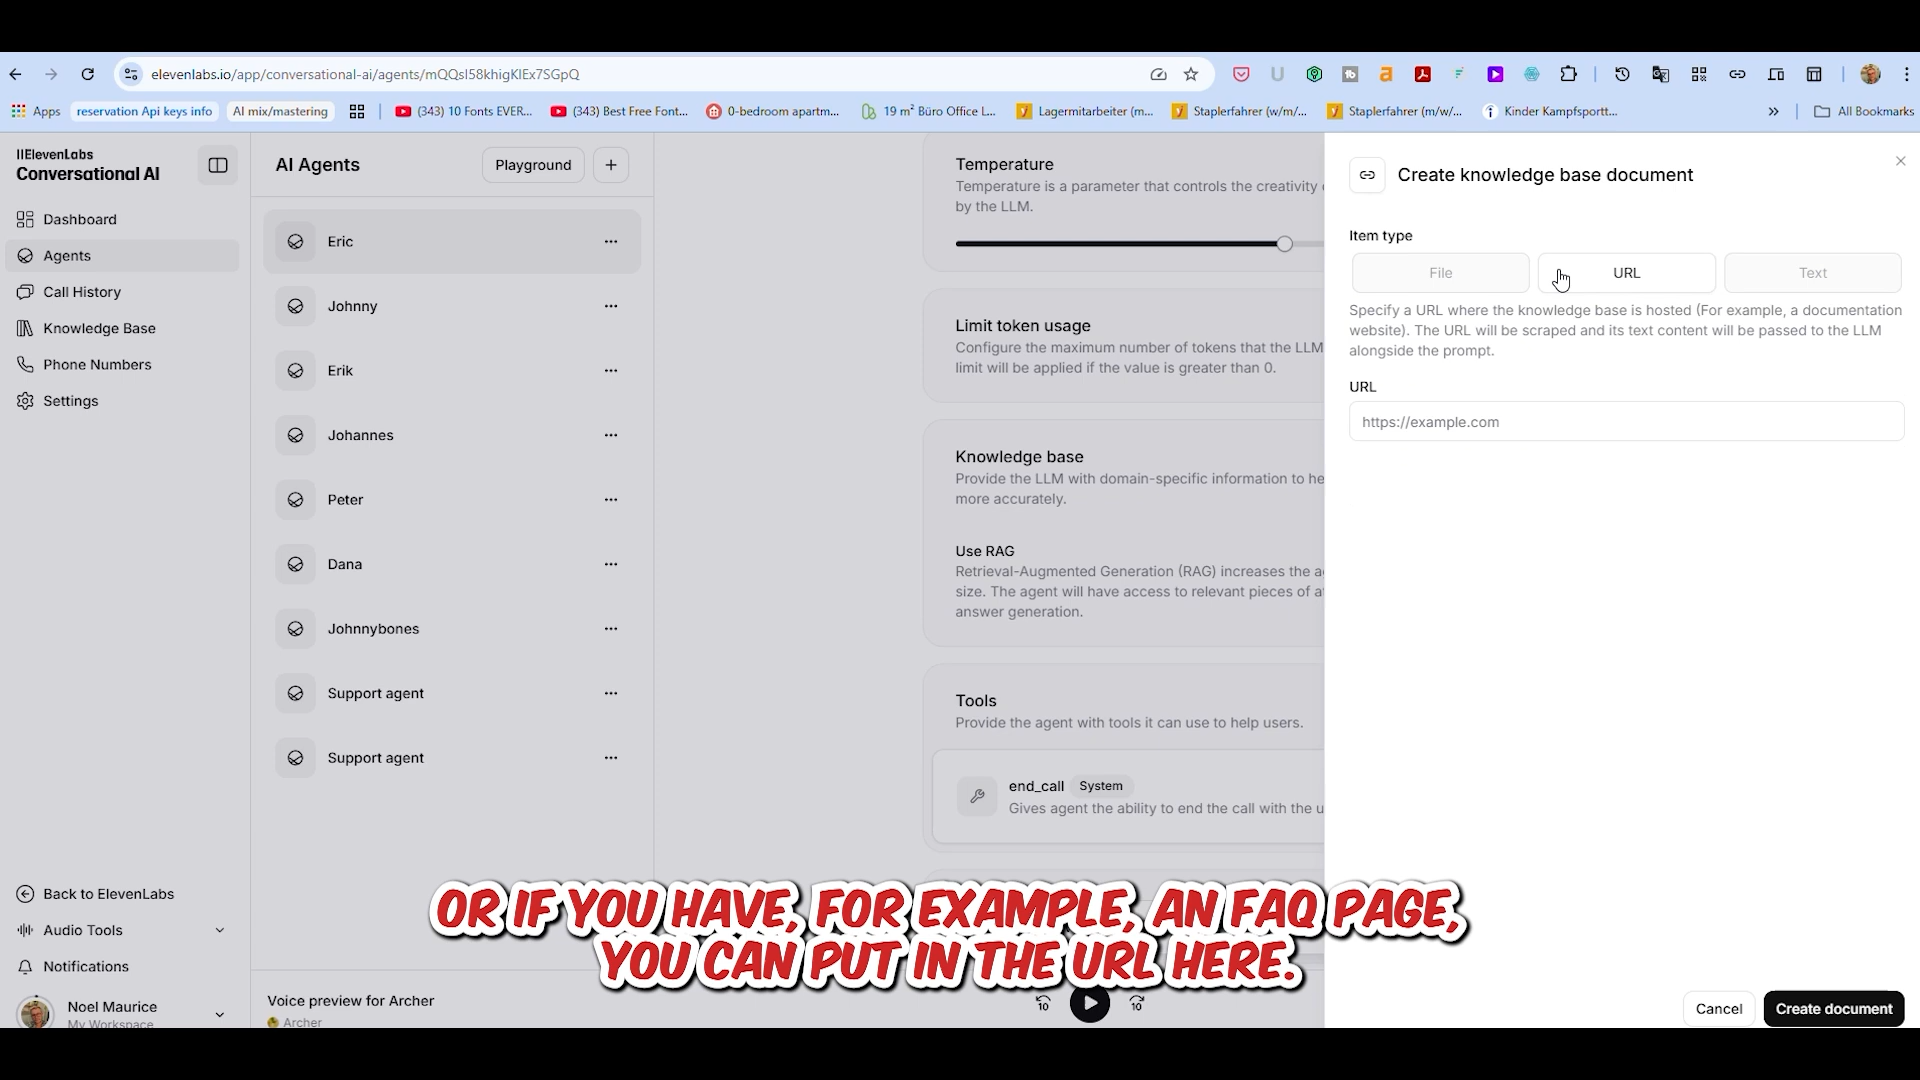 elevenlabs.io/app/conversational-ai/agents/mQQsl58khigKlEx7SGpQ
Apps
reservation Api keys info
AI mix/mastering
(343) 10 Fonts EVER...
(343) Best Free Font...
0-bedroom apartm...
19 m² Büro Office L...
Lagermitarbeiter (m...
Staplerfahrer (w/m/...
Staplerfahrer (m/w/...
Kinder Kampfsportt...
All Bookmarks
IIElevenLabs
Conversational AI
Dashboard
Agents
Call History
Knowledge Base
Phone Numbers
Settings
Back to ElevenLabs
Audio Tools
Notifications
Noel Maurice
My Workspace
AI Agents
Playground
Eric
Johnny
Erik
Johannes
Peter
Dana
Johnnybones
Support agent
Support agent
Voice preview for Archer
Archer
10
10
Temperature
Temperature is a parameter that controls the creativity
by the LLM.
Limit token usage
Configure the maximum number of tokens that the LLM
limit will be applied if the value is greater than 0.
Knowledge base
Provide the LLM with domain-specific information to he
more accurately.
Use RAG
Retrieval-Augmented Generation (RAG) increases the a
size. The agent will have access to relevant pieces of a
answer generation.
Tools
Provide the agent with tools it can use to help users.
end_call System
Gives agent the ability to end the call with the u
Create knowledge base document
Item type
File
URL
Text
Specify a URL where the knowledge base is hosted (For example, a documentation
website). The URL will be scraped and its text content will be passed to the LLM
alongside the prompt.
URL
https://example.com
Cancel
Create document
OR IF YOU HAVE, FOR EXAMPLE, AN FAQ PAGE,
YOU CAN PUT IN THE URL HERE.